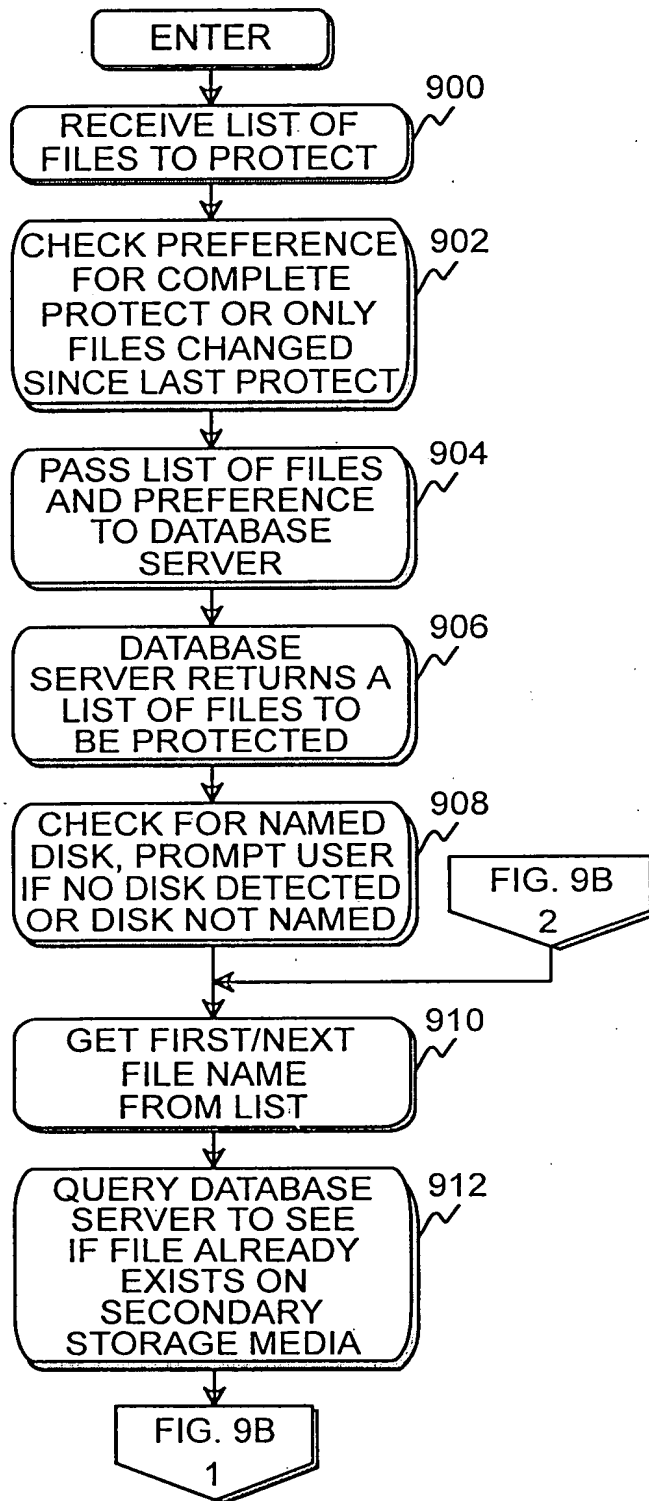 ENTER
900
RECEIVE LIST OF
FILES TO PROTECT
902
CHECK PREFERENCE
FOR COMPLETE
PROTECT OR ONLY
FILES CHANGED
SINCE LAST PROTECT
904
PASS LIST OF FILES
AND PREFERENCE
TO DATABASE
SERVER
906
DATABASE
SERVER RETURNS A
LIST OF FILES TO
BE PROTECTED
908
CHECK FOR NAMED
DISK, PROMPT USER
IF NO DISK DETECTED
OR DISK NOT NAMED
FIG. 9B
2
910
GET FIRST/NEXT
FILE NAME
FROM LIST
912
QUERY DATABASE
SERVER TO SEE
IF FILE ALREADY
EXISTS ON
SECONDARY
STORAGE MEDIA
FIG. 9B
1